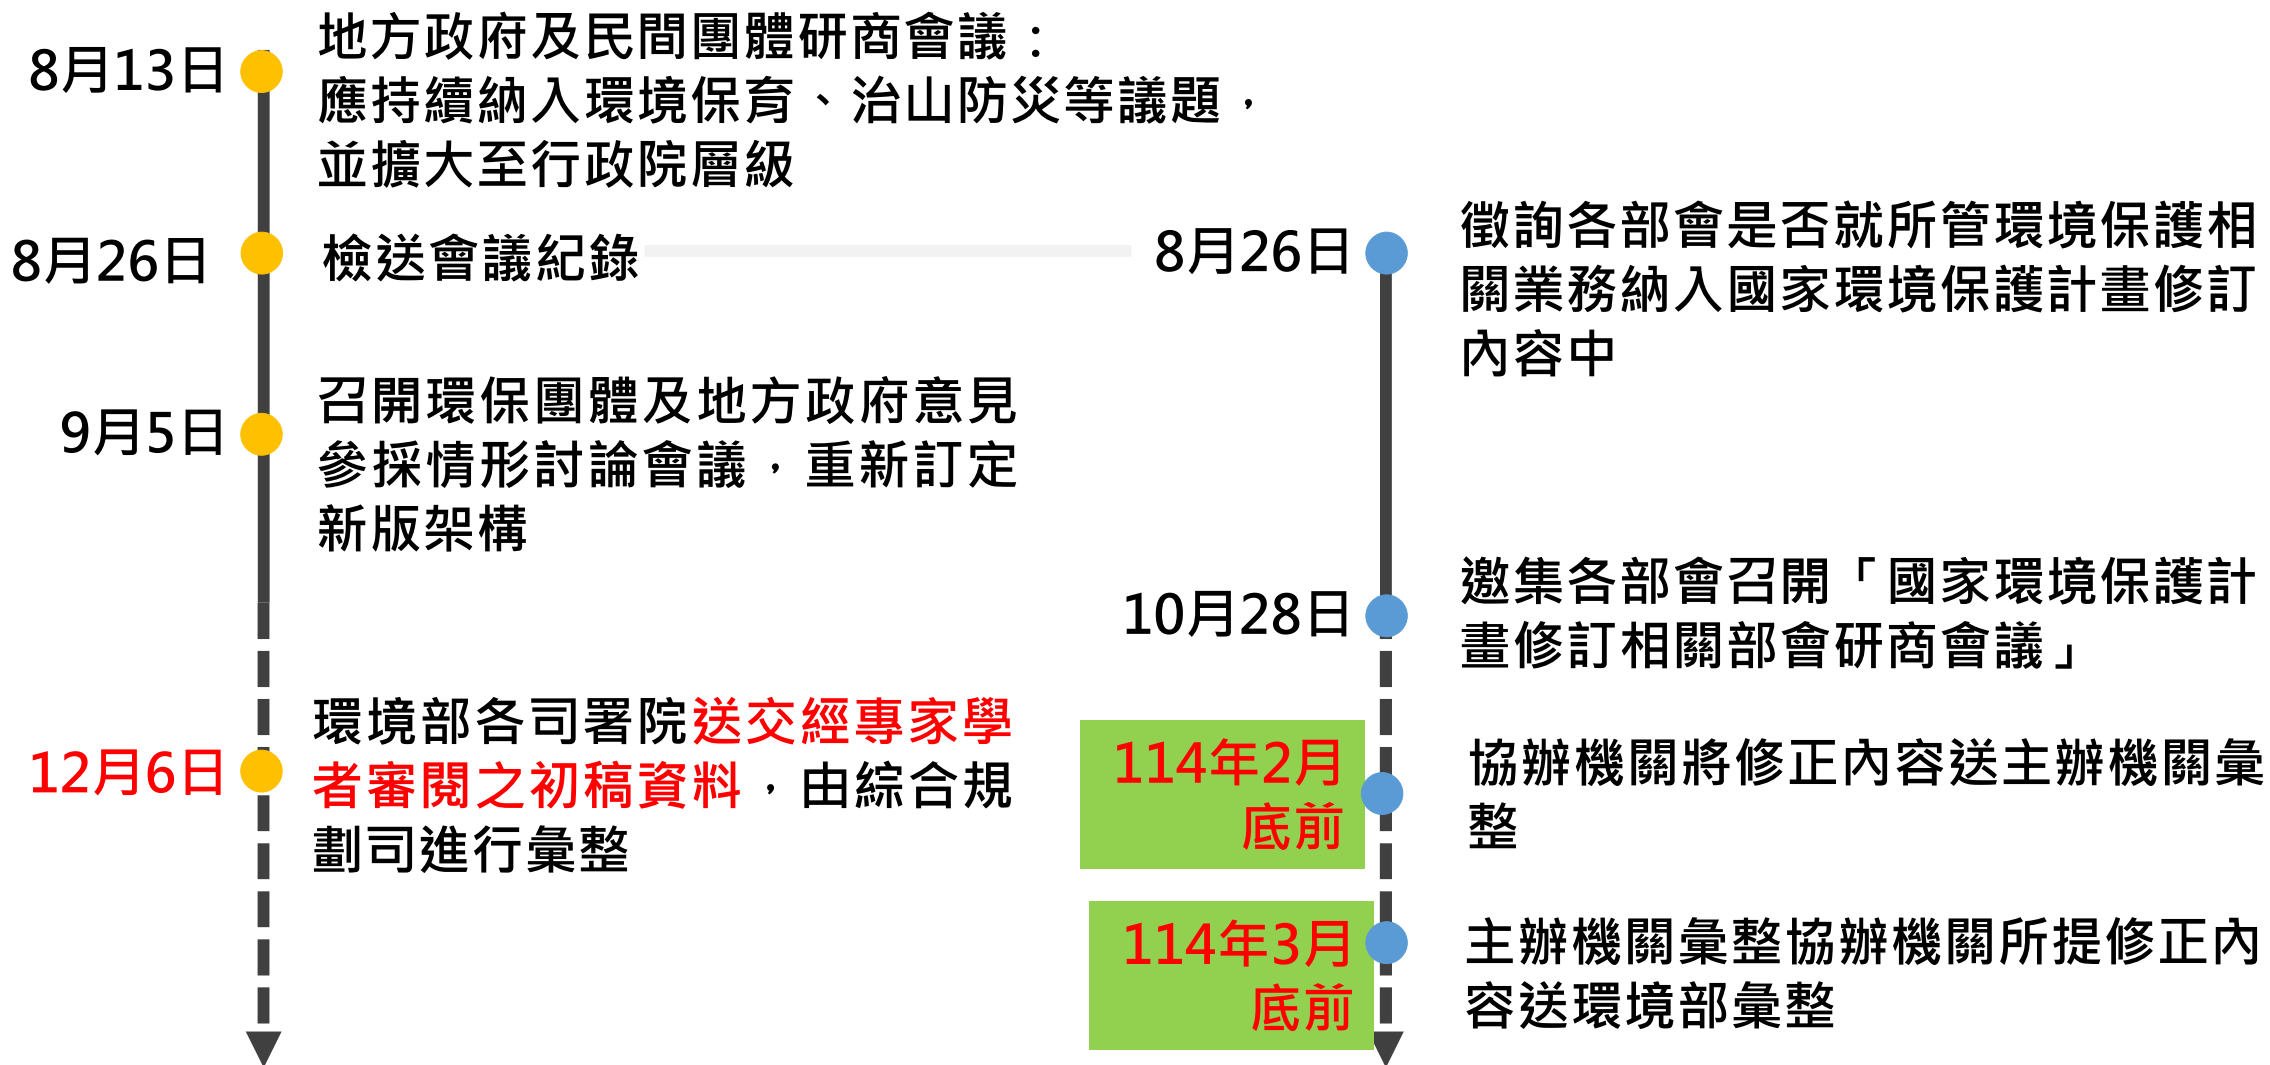 8月13日
地方政府及民間團體研商會議：
應持續納入環境保育、治山防災等議題，
並擴大至行政院層級
8月26日
檢送會議紀錄
9月5日
召開環保團體及地方政府意見
參採情形討論會議，重新訂定
新版架構
12月6日
環境部各司署院送交經專家學
者審閱之初稿資料，由綜合規
劃司進行彙整
8月26日
徵詢各部會是否就所管環境保護相
關業務納入國家環境保護計畫修訂
內容中
10月28日
邀集各部會召開「國家環境保護計
畫修訂相關部會研商會議」
114年2月
底前
協辦機關將修正內容送主辦機關彙
整
114年3月
底前
主辦機關彙整協辦機關所提修正內
容送環境部彙整